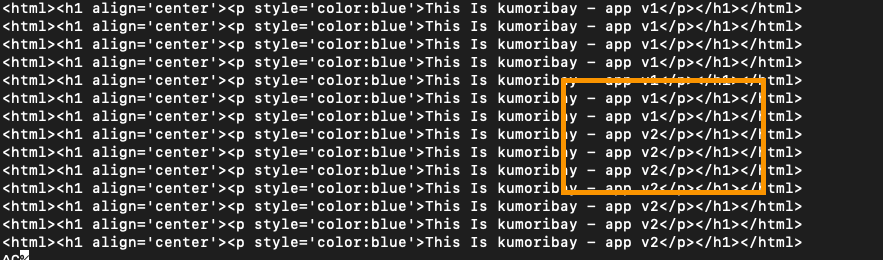 <html><h1 align='center'><p style='color:blue'>This Is kumoribay – app v1</p></h1></html>
<html><h1 align='center'><p style='color:blue'>This Is kumoribay – app v1</p></h1></html>
<html><h1 align='center'><p style='color:blue'>This Is kumoribay – app v1</p></h1></html>
<html><h1 align='center'><p style='color:blue'>This Is kumoribay – app v1</p></h1></html>
<html><h1 align='center'><p style='color:blue'>This Is kumoribay – app v1</p></h1></html>
<html><h1 align='center'><p style='color:blue'>This Is kumoribay – app v1</p></h1></html>
<html><h1 align='center'><p style='color:blue'>This Is kumoribay – app v1</p></h1></html>
<html><h1 align='center'><p style='color:blue'>This Is kumoribay – app v2</p></h1></html>
<html><h1 align='center'><p style='color:blue'>This Is kumoribay – app v2</p></h1></html>
<html><h1 align='center'><p style='color:blue'>This Is kumoribay – app v2</p></h1></html>
<html><h1 align='center'><p style='color:blue'>This Is kumoribay – app v2</p></h1></html>
<html><h1 align='center'><p style='color:blue'>This Is kumoribay – app v2</p></h1></html>
<html><h1 align='center'><p style='color:blue'>This Is kumoribay – app v2</p></h1></html>
<html><h1 align='center'><p style='color:blue'>This Is kumoribay – app v2</p></h1></html>
^C%